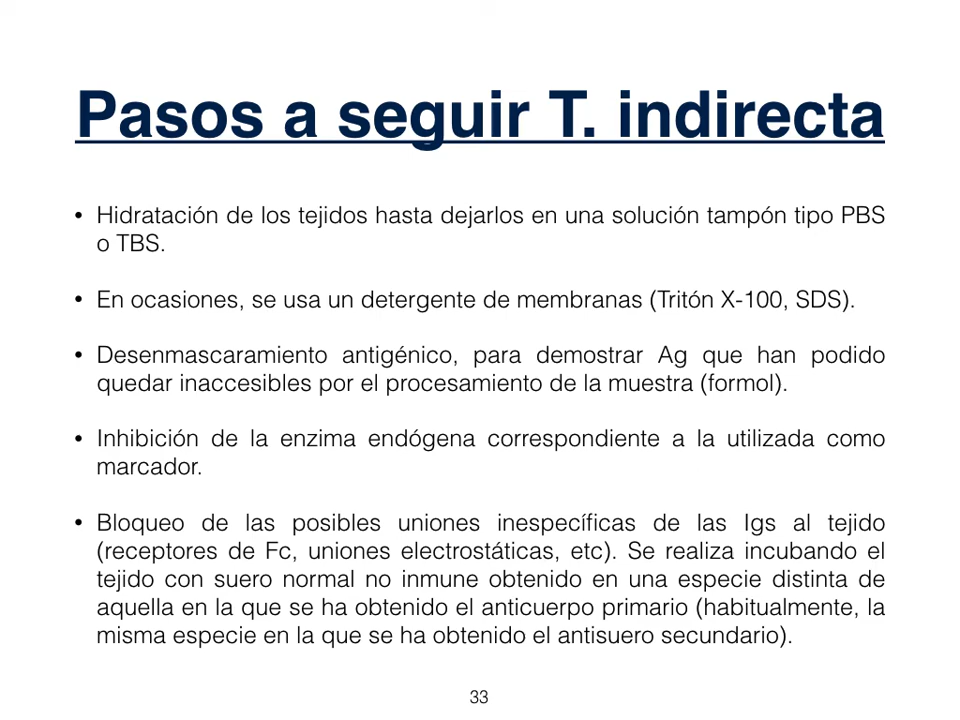 Pasos a seguir T. indirecta
• Hidratación de los tejidos hasta dejarlos en una solución tampón tipo PBS
o TBS.
• En ocasiones, se usa un detergente de membranas (Tritón X-100, SDS).
• Desenmascaramiento antigénico, para demostrar Ag que han podido
quedar inaccesibles por el procesamiento de la muestra (formol).
• Inhibición de la enzima endógena correspondiente a la utilizada como
marcador.
• Bloqueo de las posibles uniones inespecíficas de las Igs al tejido
(receptores de Fc, uniones electrostáticas, etc). Se realiza incubando el
tejido con suero normal no inmune obtenido en una especie distinta de
aquella en la que se ha obtenido el anticuerpo primario (habitualmente, la
misma especie en la que se ha obtenido el antisuero secundario).
33